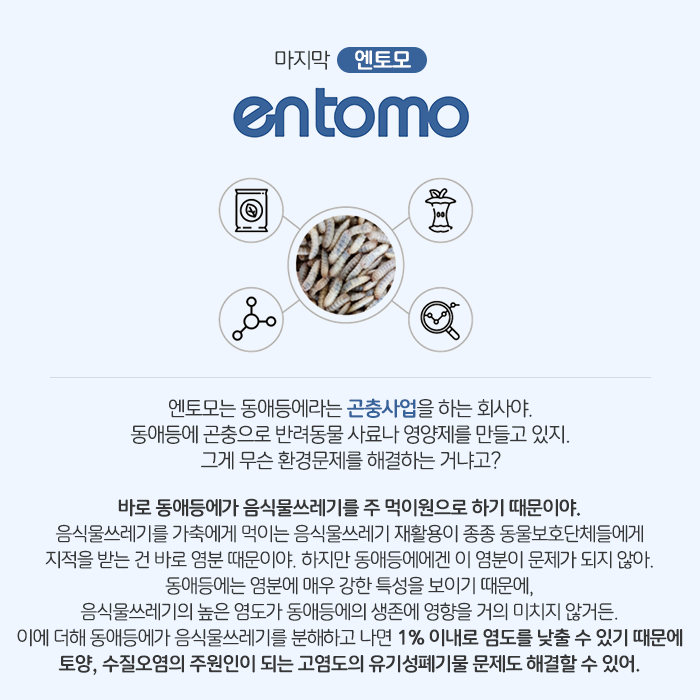 마지막 엔토모
entomo
엔토모는 동애등에라는 곤충사업을 하는 회사야.
동애등에 곤충으로 반려동물 사료나 영양제를 만들고 있지.
그게 무슨 환경문제를 해결하는 거냐고?
바로 동애등에가 음식물쓰레기를 주 먹이원으로 하기 때문이야.
음식물쓰레기를 가축에게 먹이는 음식물쓰레기 재활용이 종종 동물보호단체들에게
지적을 받는 건 바로 염분 때문이야. 하지만 동애등에에겐 이 염분이 문제가 되지 않아.
동애등에는 염분에 매우 강한 특성을 보이기 때문에,
음식물쓰레기의 높은 염도가 동애등에의 생존에 영향을 거의 미치지 않거든.
이에 더해 동애등에가 음식물쓰레기를 분해하고 나면 1% 이내로 염도를 낮출 수 있기 때문에
토양, 수질오염의 주원인이 되는 고염도의 유기성폐기물 문제도 해결할 수 있어.